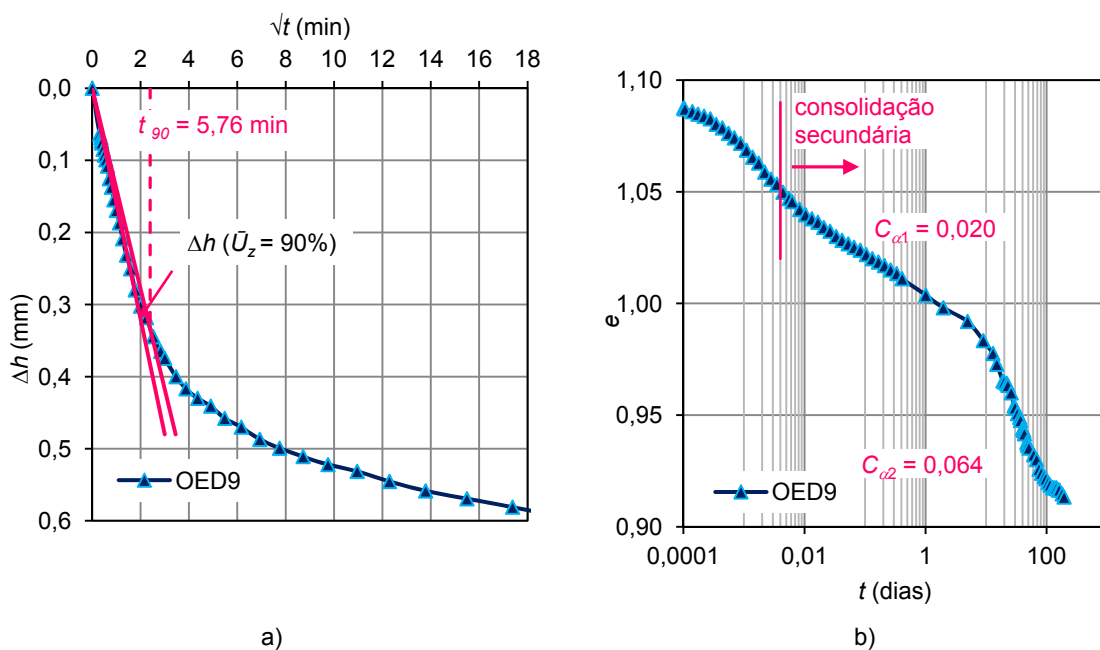 √t (min)
0 2 4 6 8 10 12 14 16 18
0,0
0,1
0,2
0,3
0,4
0,5
0,6
Δh (mm)
t 90 = 5,76 min
Δh (Ūz = 90%)
OED9
a)
1,10
1,05
1,00
0,95
0,90
e
consolidação
secundária
Cα1 = 0,020
Cα2 = 0,064
OED9
0,0001 0,01 1 100
t (dias)
b)